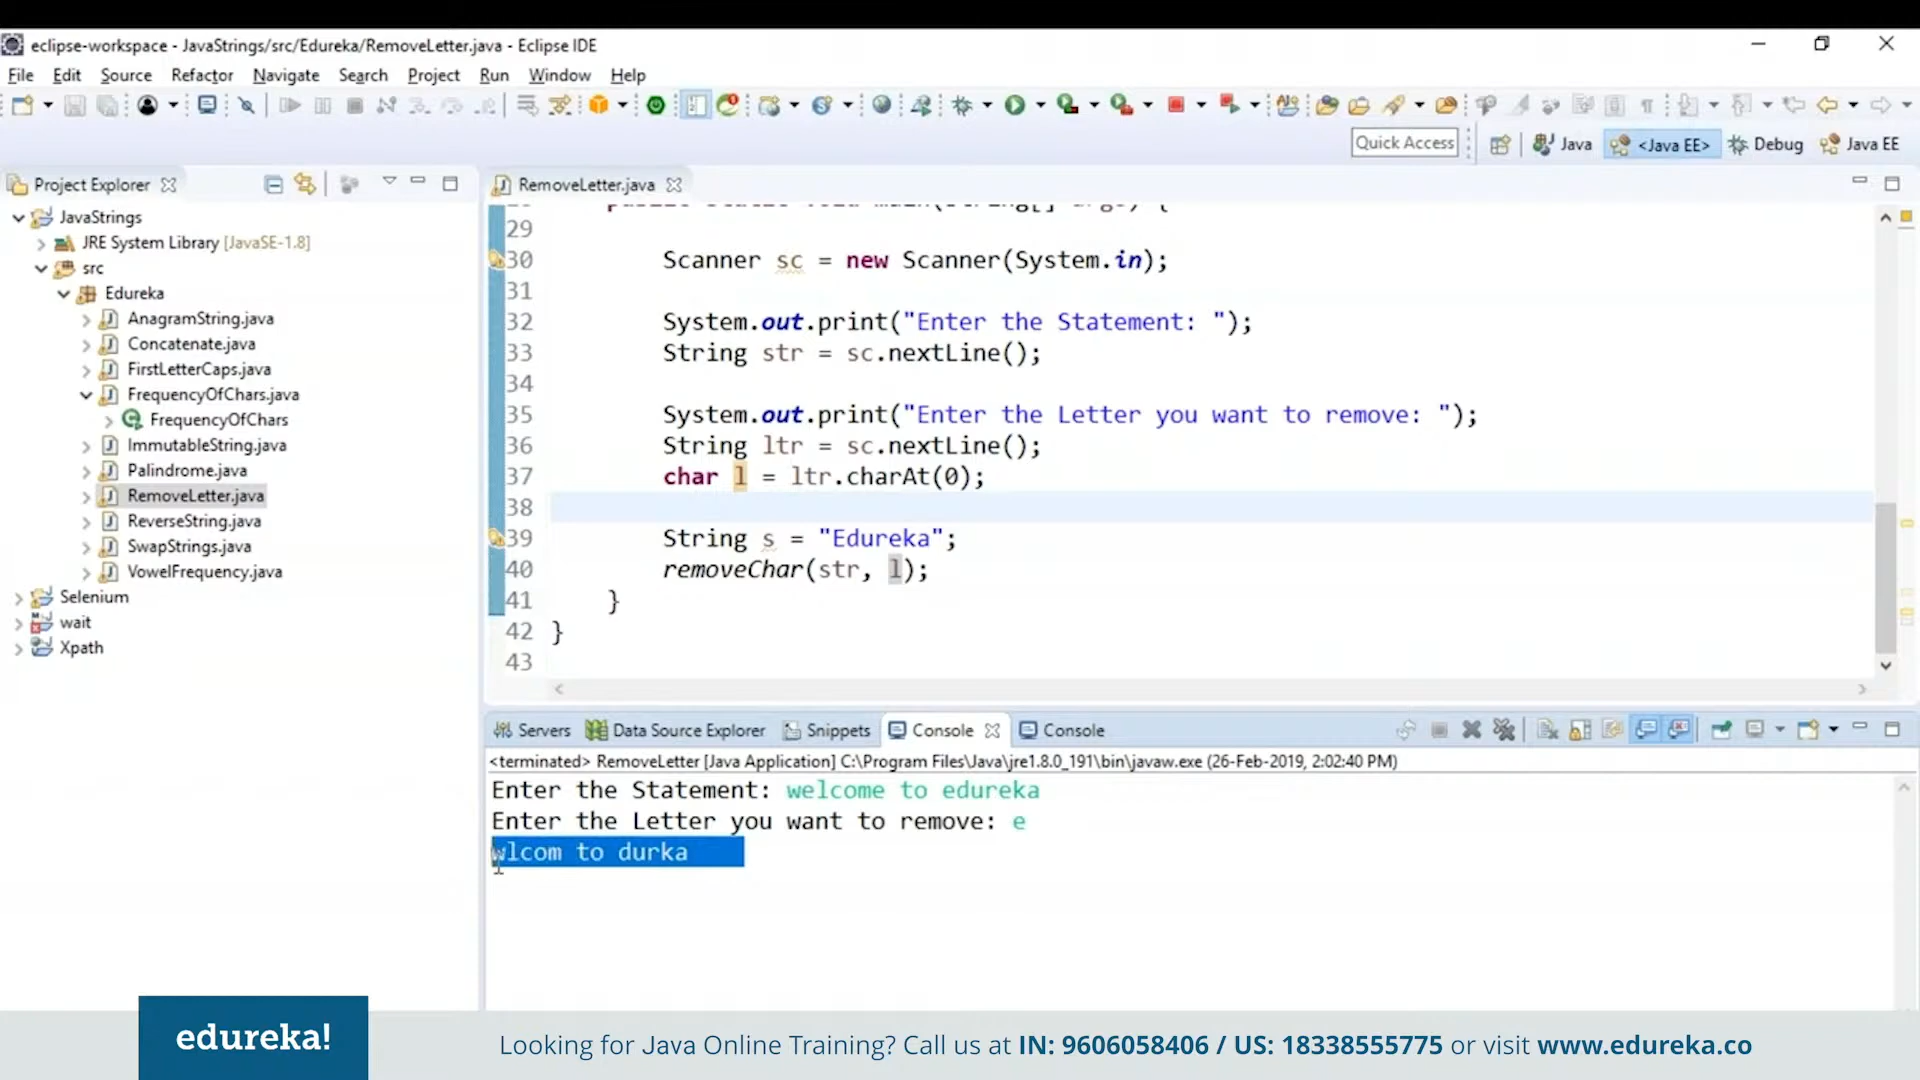 eclipse-workspace - JavaStrings/src/Edureka/RemoveLetter.java - Eclipse IDE
File Edit Source Refactor Navigate Search Project Run Window Help
Quick Access Java <Java EE> Debug Java EE
Project Explorer
JavaStrings
JRE System Library [JavaSE-1.8]
src
Edureka
AnagramString.java
Concatenate.java
FirstLetterCaps.java
FrequencyOfChars.java
FrequencyOfChars
ImmutableString.java
Palindrome.java
RemoveLetter.java
ReverseString.java
SwapStrings.java
VowelFrequency.java
Selenium
wait
Xpath
RemoveLetter.java
29
30 Scanner sc = new Scanner(System.in);
31
32 System.out.print("Enter the Statement: ");
33 String str = sc.nextLine();
34
35 System.out.print("Enter the Letter you want to remove: ");
36 String ltr = sc.nextLine();
37 char l = ltr.charAt(0);
38
39 String s = "Edureka";
40 removeChar(str, l);
41 }
42 }
43
Servers Data Source Explorer Snippets Console Console
<terminated> RemoveLetter [Java Application] C:\Program Files\Java\jre1.8.0_191\bin\javaw.exe (26-Feb-2019, 2:02:40 PM)
Enter the Statement: welcome to edureka
Enter the Letter you want to remove: e
wlcom to durka
edureka!
Looking for Java Online Training? Call us at IN: 9606058406 / US: 18338555775 or visit www.edureka.co